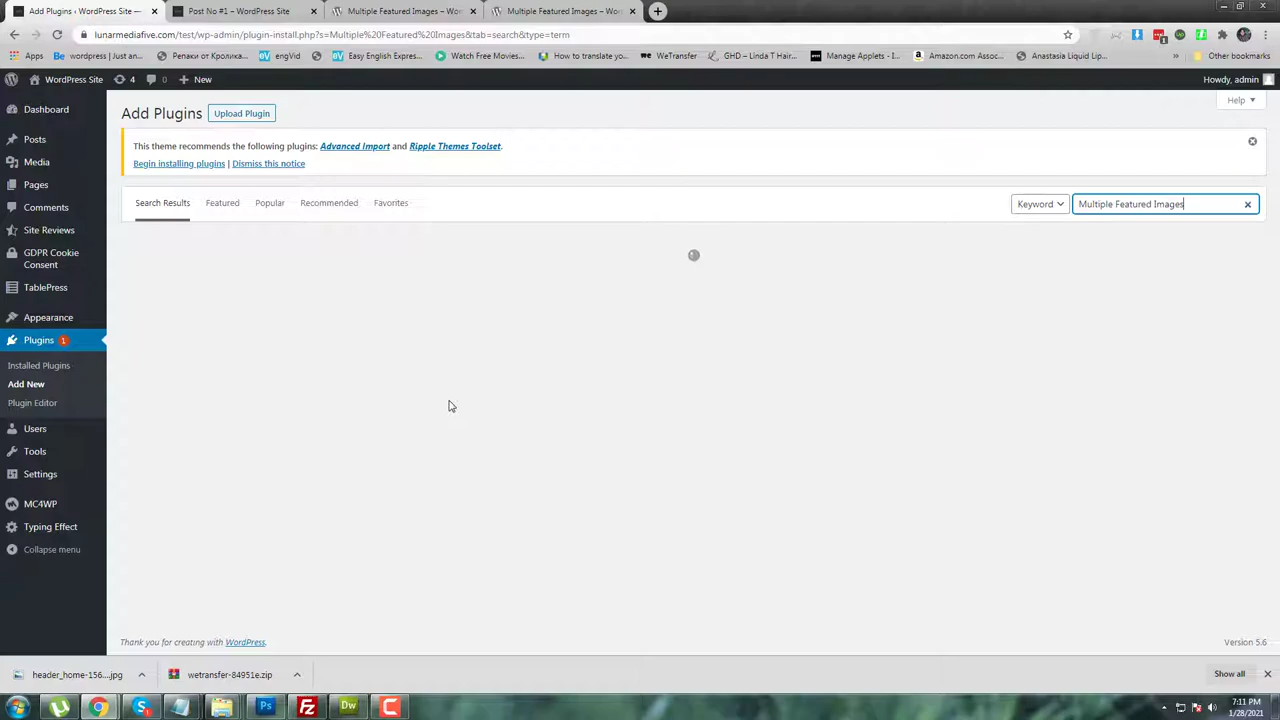 Add Plugins ‹ WordPress Site —
Post No #1 – WordPress Site
Multiple Featured Images – Wor
Multiple Featured Images – Wor
lunarmediafive.com/test/wp-admin/plugin-install.php?s=Multiple%20Featured%20Images&tab=search&type=term
Apps
Become a WordPres...
Репаки от Кролика...
engVid
Easy English Expres...
Watch Free Movies...
How to translate yo...
WeTransfer
GHD – Linda T Hair...
Manage Applets - I...
Amazon.com Assoc...
Anastasia Liquid Lip...
»
Other bookmarks
WordPress Site
4
0
New
Howdy, admin
Dashboard
Posts
Media
Pages
Comments
Site Reviews
GDPR Cookie
Consent
TablePress
Appearance
Plugins 1
Installed Plugins
Add New
Plugin Editor
Users
Tools
Settings
MC4WP
Typing Effect
Collapse menu
Add Plugins
Upload Plugin
Help
This theme recommends the following plugins: Advanced Import and Ripple Themes Toolset.
Begin installing plugins | Dismiss this notice
Search Results
Featured
Popular
Recommended
Favorites
Keyword
Multiple Featured Images
Thank you for creating with WordPress.
Version 5.6
header_home-156....jpg
wetransfer-84951e.zip
Show all
7:11 PM
1/28/2021